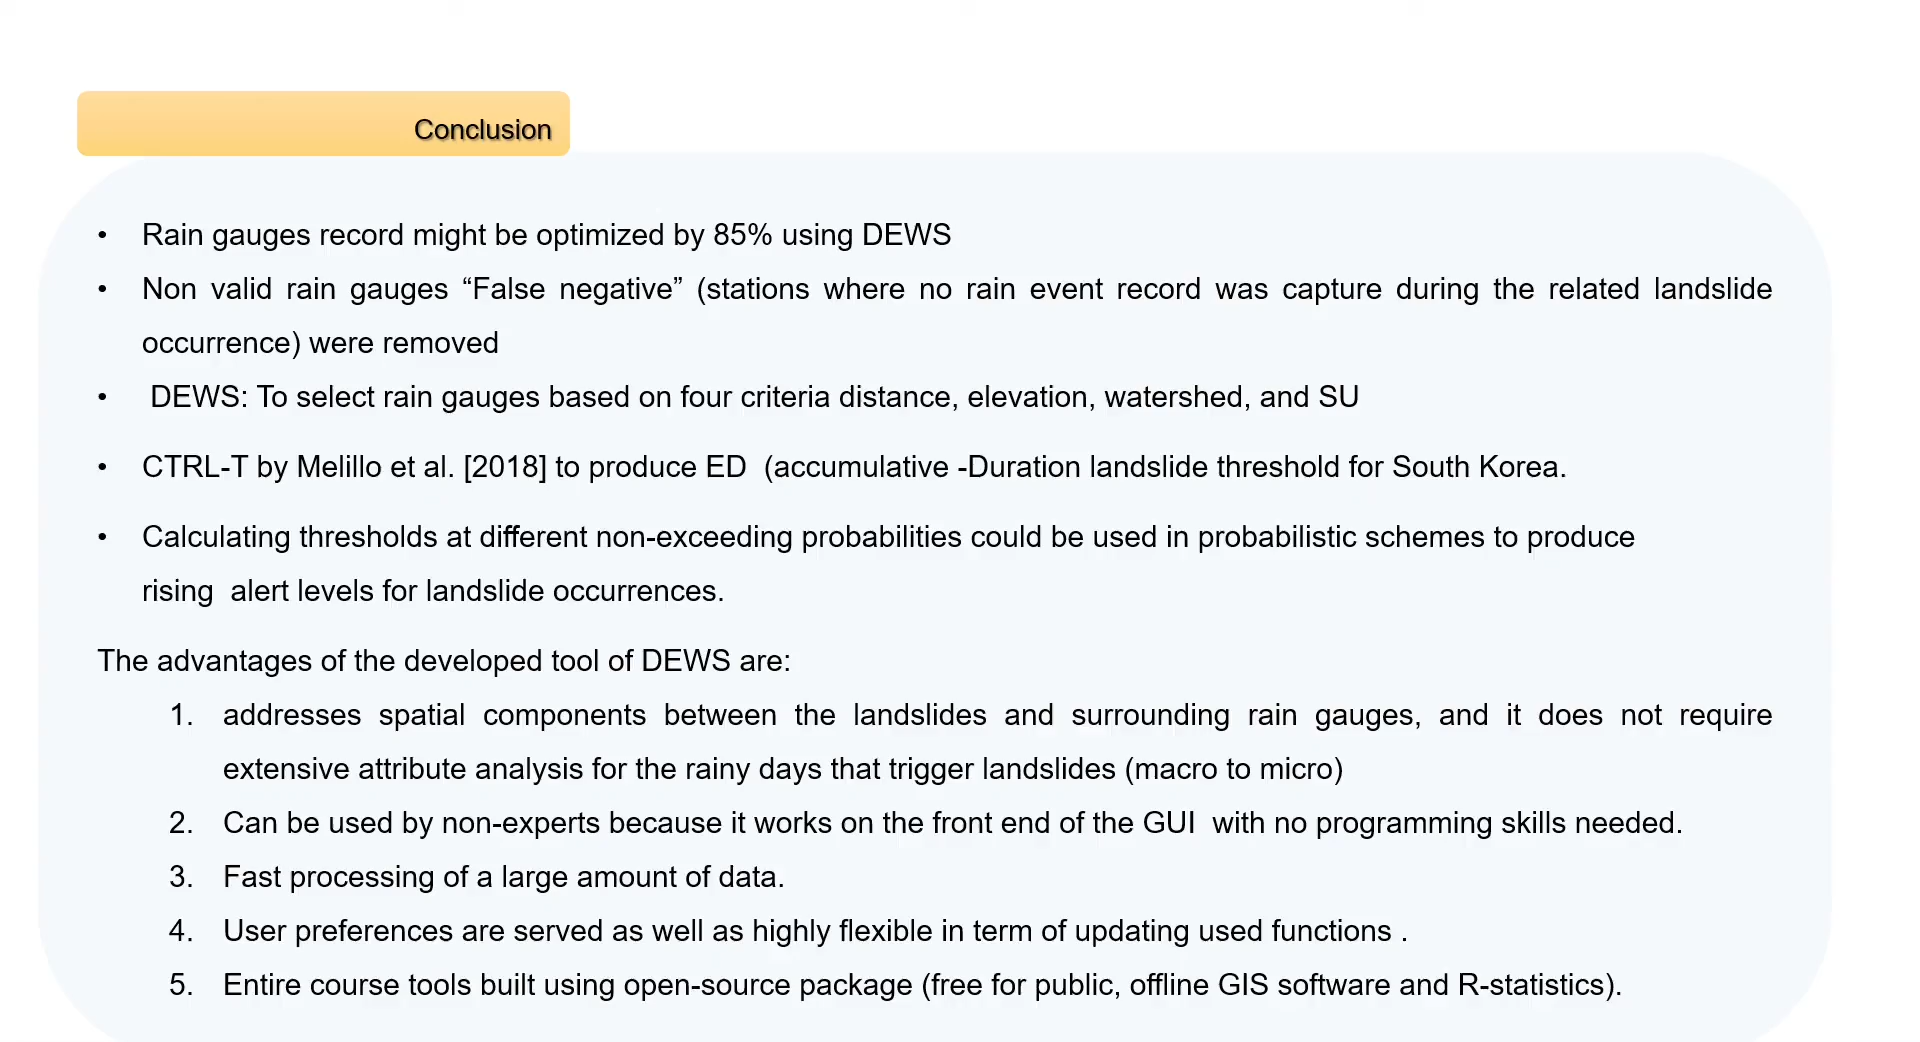 Conclusion
• Rain gauges record might be optimized by 85% using DEWS
• Non valid rain gauges “False negative” (stations where no rain event record was capture during the related landslide
occurrence) were removed
• DEWS: To select rain gauges based on four criteria distance, elevation, watershed, and SU
• CTRL-T by Melillo et al. [2018] to produce ED (accumulative -Duration landslide threshold for South Korea.
• Calculating thresholds at different non-exceeding probabilities could be used in probabilistic schemes to produce
rising alert levels for landslide occurrences.
The advantages of the developed tool of DEWS are:
1. addresses spatial components between the landslides and surrounding rain gauges, and it does not require
extensive attribute analysis for the rainy days that trigger landslides (macro to micro)
2. Can be used by non-experts because it works on the front end of the GUI with no programming skills needed.
3. Fast processing of a large amount of data.
4. User preferences are served as well as highly flexible in term of updating used functions .
5. Entire course tools built using open-source package (free for public, offline GIS software and R-statistics).